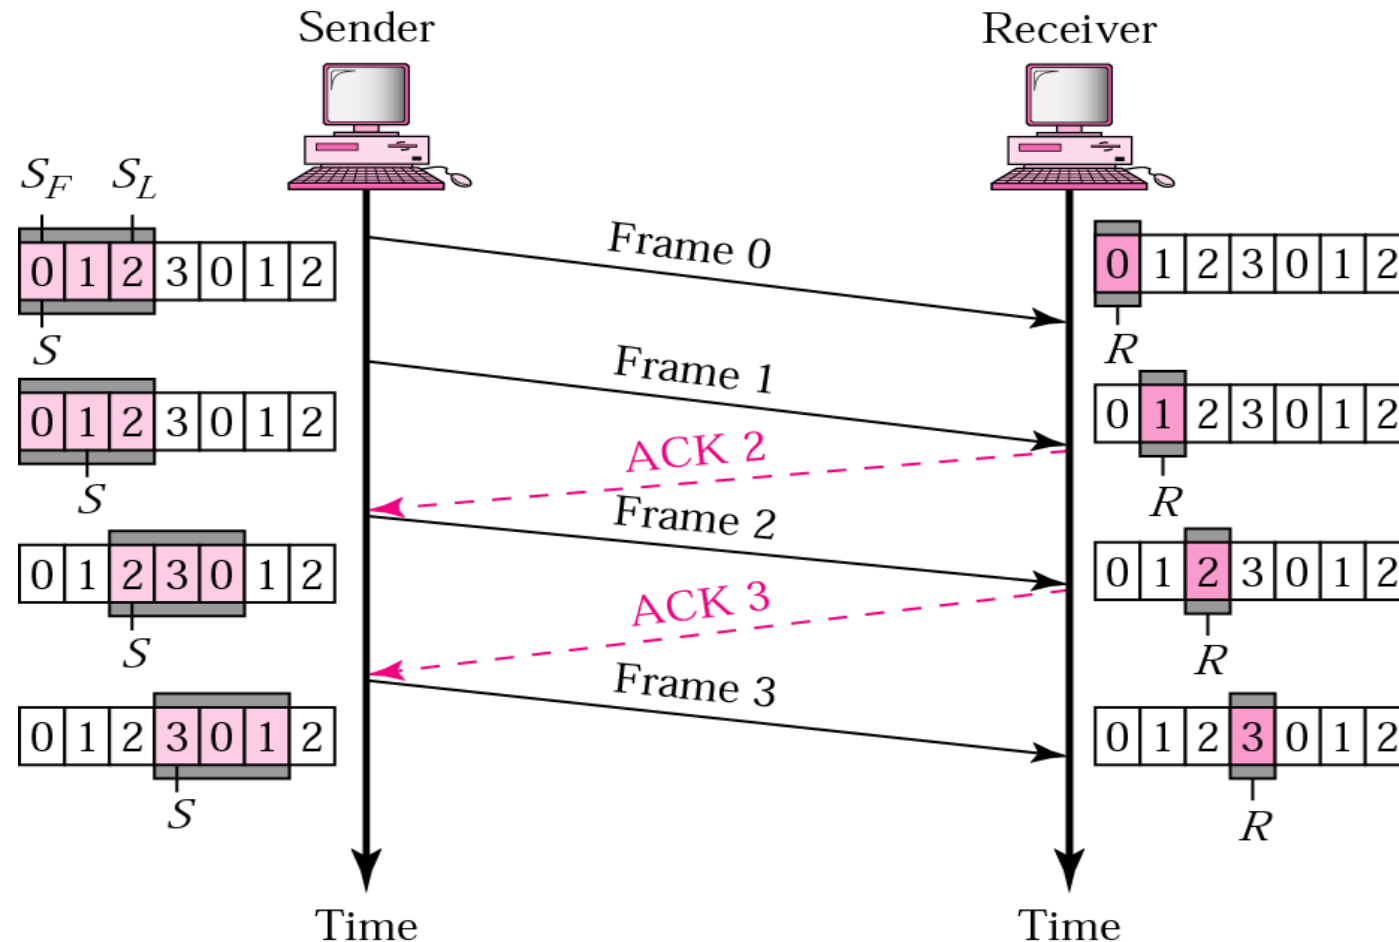 Sender
Receiver
S_F S_L
0 1 2 3 0 1 2
S
Frame 0
0 1 2 3 0 1 2
R
Frame 1
0 1 2 3 0 1 2
S
0 1 2 3 0 1 2
R
ACK 2
Frame 2
0 1 2 3 0 1 2
S
0 1 2 3 0 1 2
R
ACK 3
Frame 3
0 1 2 3 0 1 2
S
0 1 2 3 0 1 2
R
Time
Time